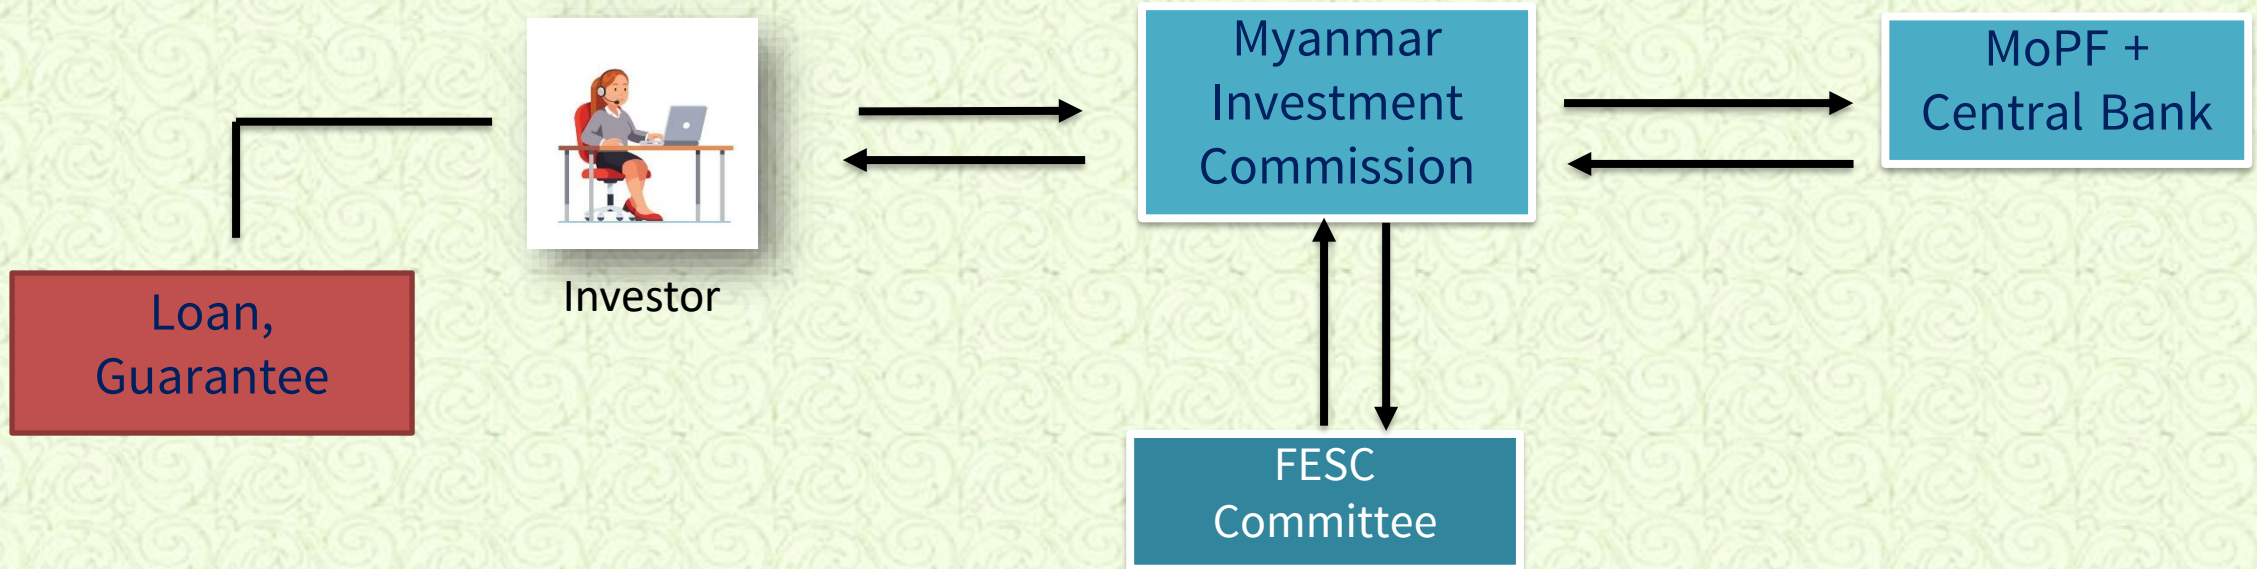 Loan,
Guarantee
Investor
Myanmar
Investment
Commission
FESC
Committee
MoPF +
Central Bank